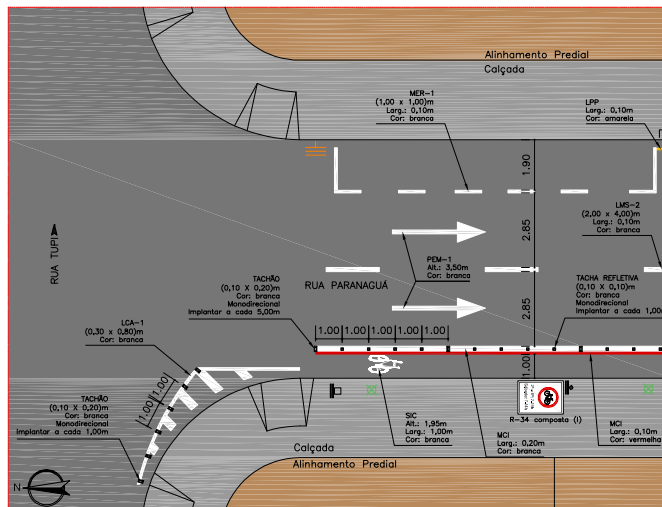 Alinhamento Predial
Calçada
MER-1
(1,00 x 1,00)m
Larg.: 0,10m
Cor: branca
LPP
Larg.: 0,10m
Cor: amarela
1.90
LMS-2
(2,00 x 4,00)m
Larg.: 0,10m
Cor: branca
2.85
RUA TUPI
PEM-1
Alt.: 3,50m
Cor: branca
RUA PARANAGUÁ
TACHÃO
(0,10 X 0,20)m
Cor: branca
Monodirecional
Implantar a cada 5,00m
TACHA REFLETIVA
(0,10 X 0,10)m
Cor: branca
Monodirecional
Implantar a cada 1,00
2.85
LCA-1
(0,30 x 0,80)m
Cor: branca
1.00 1.00 1.00 1.00 1.00
1.00
1.00
1.00
TACHÃO
(0,10 X 0,20)m
Cor: branca
Monodirecional
Implantar a cada 1,00m
SIC
Alt.: 1,95m
Larg.: 1,00m
Cor: branca
R-34 composta (I)
MCI
Larg.: 0,20m
Cor: branca
MCI
Larg.: 0,10m
Cor: vermelha
Calçada
Alinhamento Predial
N